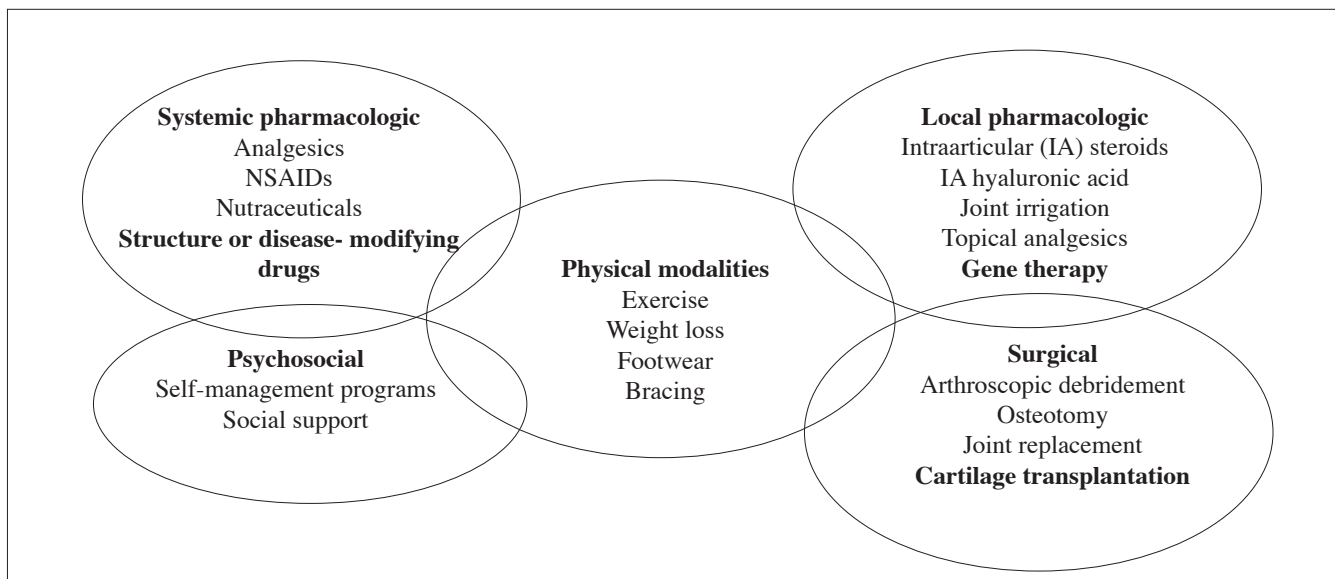 Systemic pharmacologic
Analgesics
NSAIDs
Nutraceuticals
Structure or disease- modifying
drugs
Psychosocial
Self-management programs
Social support
Physical modalities
Exercise
Weight loss
Footwear
Bracing
Local pharmacologic
Intraarticular (IA) steroids
IA hyaluronic acid
Joint irrigation
Topical analgesics
Gene therapy
Surgical
Arthroscopic debridement
Osteotomy
Joint replacement
Cartilage transplantation